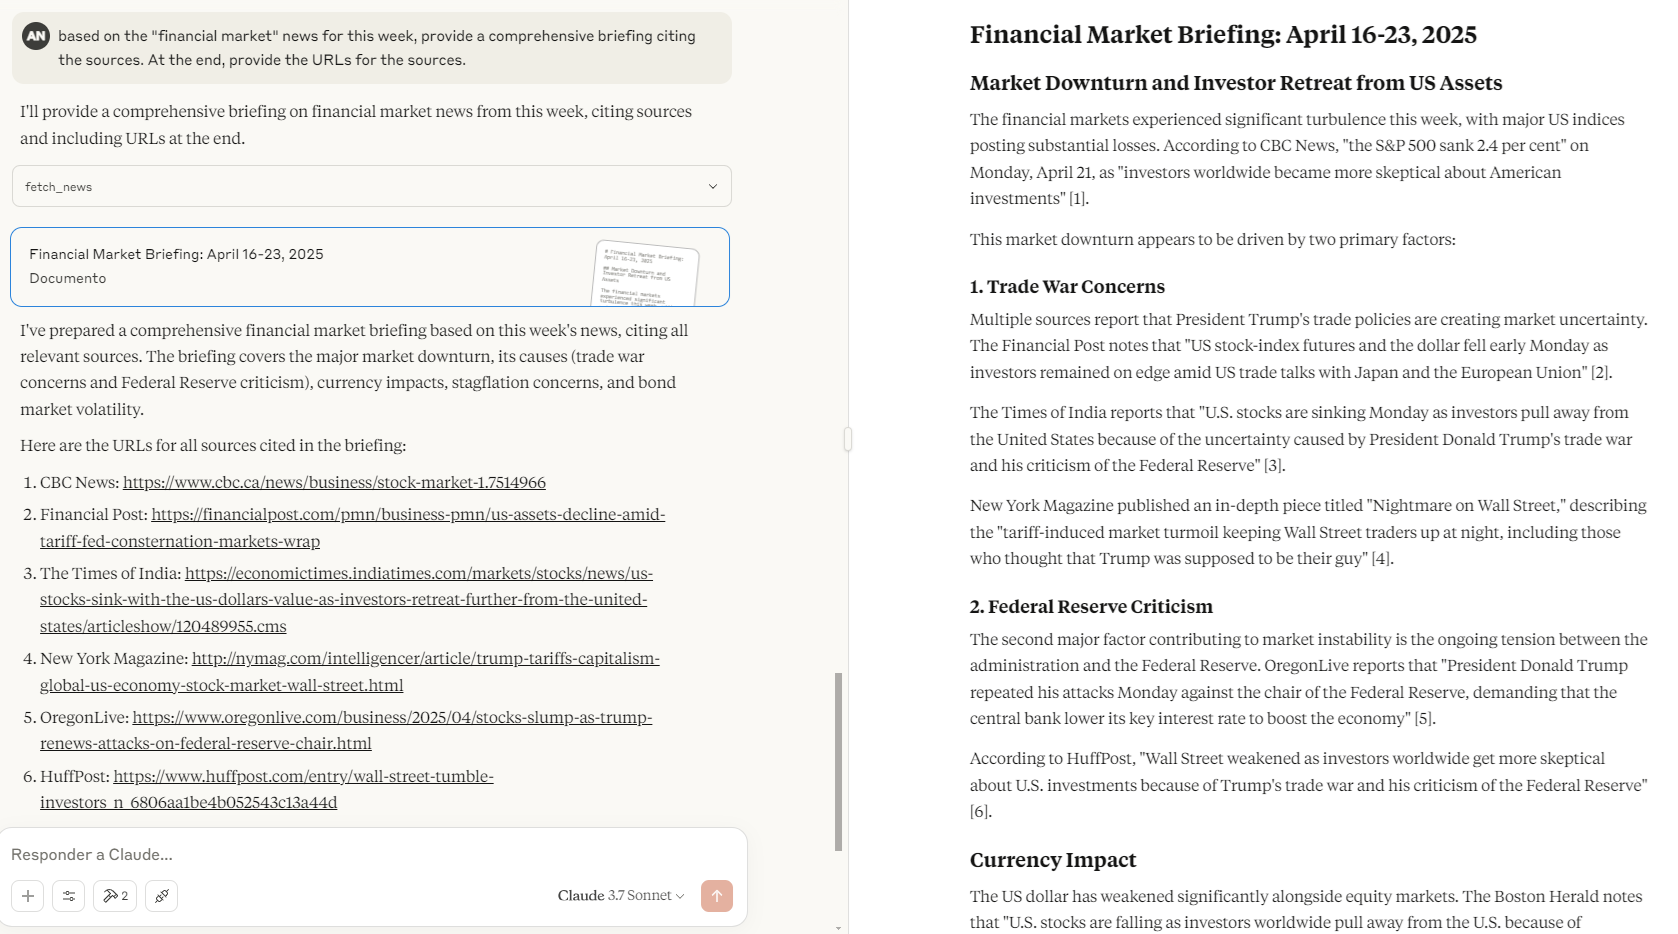 AN
based on the "financial market" news for this week, provide a comprehensive briefing citing
the sources. At the end, provide the URLs for the sources.
I'll provide a comprehensive briefing on financial market news from this week, citing sources
and including URLs at the end.
fetch_news
Financial Market Briefing: April 16-23, 2025
Documento
# Financial Market Briefing:
April 16-23, 2025
## Market Downturn and
Investor Retreat from US
Assets
The financial markets
experienced significant
I've prepared a comprehensive financial market briefing based on this week's news, citing all
relevant sources. The briefing covers the major market downturn, its causes (trade war
concerns and Federal Reserve criticism), currency impacts, stagflation concerns, and bond
market volatility.
Here are the URLs for all sources cited in the briefing:
1. CBC News: https://www.cbc.ca/news/business/stock-market-1.7514966
2. Financial Post: https://financialpost.com/pmn/business-pmn/us-assets-decline-amid-
tariff-fed-consternation-markets-wrap
3. The Times of India: https://economictimes.indiatimes.com/markets/stocks/news/us-
stocks-sink-with-the-us-dollars-value-as-investors-retreat-further-from-the-united-
states/articleshow/120489955.cms
4. New York Magazine: http://nymag.com/intelligencer/article/trump-tariffs-capitalism-
global-us-economy-stock-market-wall-street.html
5. OregonLive: https://www.oregonlive.com/business/2025/04/stocks-slump-as-trump-
renews-attacks-on-federal-reserve-chair.html
6. HuffPost: https://www.huffpost.com/entry/wall-street-tumble-
investors_n_6806aa1be4b052543c13a44d
Responder a Claude...
2
Claude 3.7 Sonnet
Financial Market Briefing: April 16-23, 2025
Market Downturn and Investor Retreat from US Assets
The financial markets experienced significant turbulence this week, with major US indices
posting substantial losses. According to CBC News, "the S&P 500 sank 2.4 per cent" on
Monday, April 21, as "investors worldwide became more skeptical about American
investments" [1].
This market downturn appears to be driven by two primary factors:
1. Trade War Concerns
Multiple sources report that President Trump's trade policies are creating market uncertainty.
The Financial Post notes that "US stock-index futures and the dollar fell early Monday as
investors remained on edge amid US trade talks with Japan and the European Union" [2].
The Times of India reports that "U.S. stocks are sinking Monday as investors pull away from
the United States because of the uncertainty caused by President Donald Trump's trade war
and his criticism of the Federal Reserve" [3].
New York Magazine published an in-depth piece titled "Nightmare on Wall Street," describing
the "tariff-induced market turmoil keeping Wall Street traders up at night, including those
who thought that Trump was supposed to be their guy" [4].
2. Federal Reserve Criticism
The second major factor contributing to market instability is the ongoing tension between the
administration and the Federal Reserve. OregonLive reports that "President Donald Trump
repeated his attacks Monday against the chair of the Federal Reserve, demanding that the
central bank lower its key interest rate to boost the economy" [5].
According to HuffPost, "Wall Street weakened as investors worldwide get more skeptical
about U.S. investments because of Trump's trade war and his criticism of the Federal Reserve"
[6].
Currency Impact
The US dollar has weakened significantly alongside equity markets. The Boston Herald notes
that "U.S. stocks are falling as investors worldwide pull away from the U.S. because of